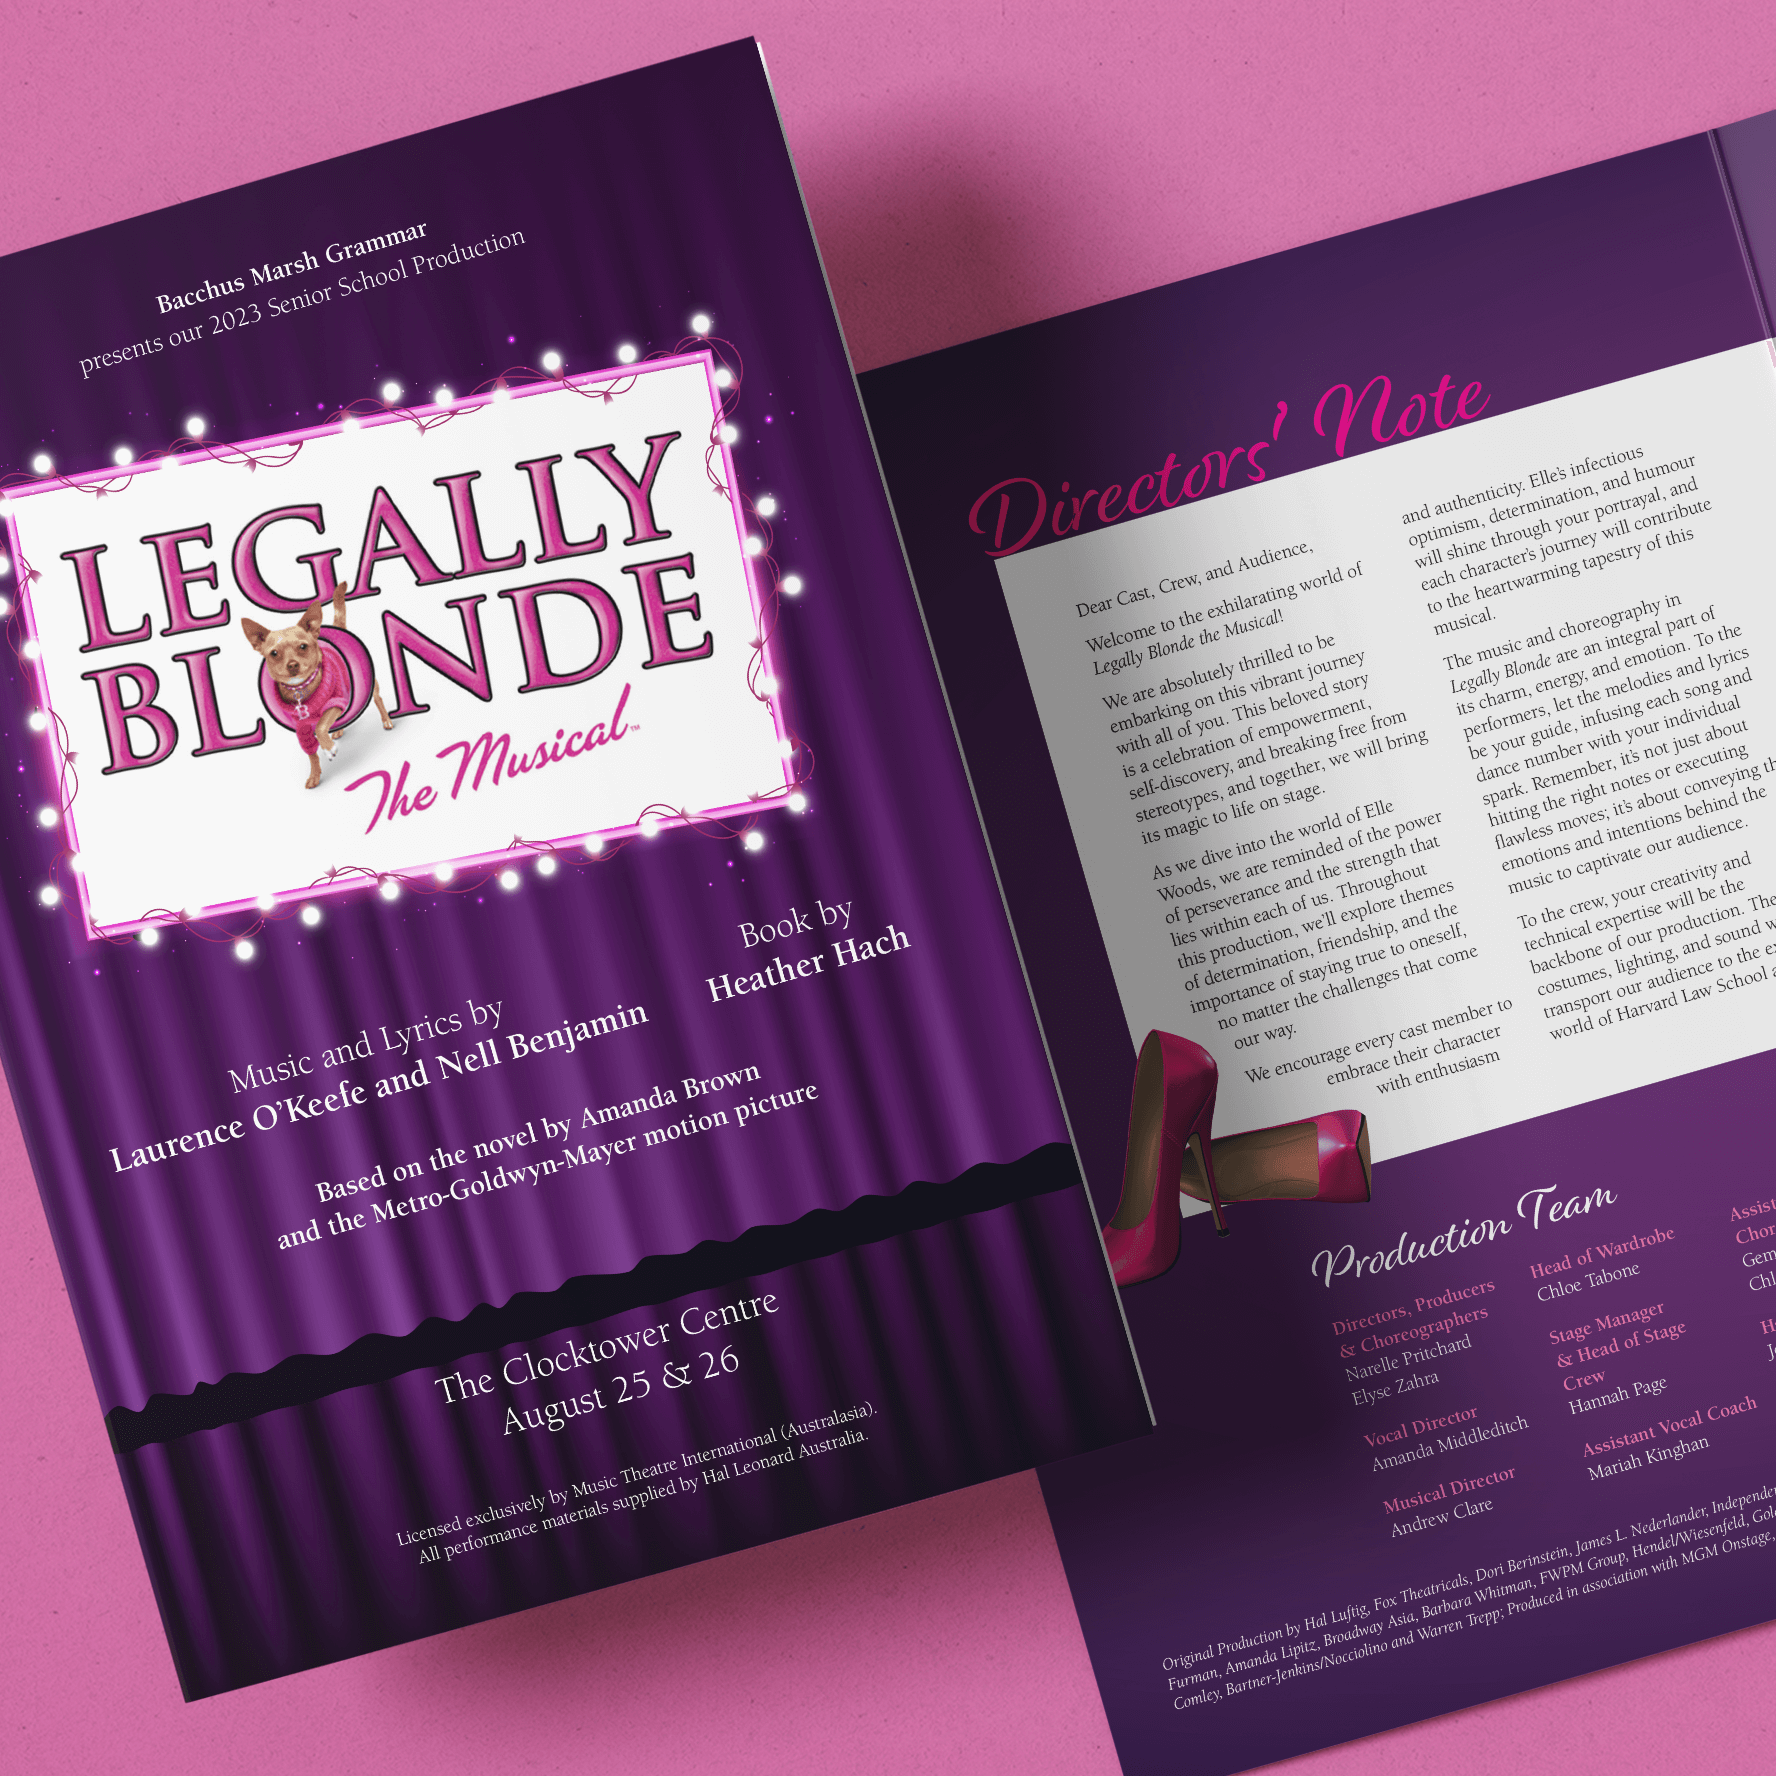 Bacchus Marsh Grammar
presents our 2023 Senior School Production
LEGALLY
BLONDE
The Musical™
B
Music and Lyrics by
Laurence O'Keefe and Nell Benjamin
Book by
Heather Hach
Based on the novel by Amanda Brown
and the Metro-Goldwyn-Mayer motion picture
The Clocktower Centre
August 25 & 26
Licensed exclusively by Music Theatre International (Australasia).
All performance materials supplied by Hal Leonard Australia.
Directors' Note
Dear Cast, Crew, and Audience,
Welcome to the exhilarating world of
Legally Blonde the Musical!
We are absolutely thrilled to be
embarking on this vibrant journey
with all of you. This beloved story
is a celebration of empowerment,
self-discovery, and breaking free from
stereotypes, and together, we will bring
its magic to life on stage.
As we dive into the world of Elle
Woods, we are reminded of the power
of perseverance and the strength that
lies within each of us. Throughout
this production, we'll explore themes
of determination, friendship, and the
importance of staying true to oneself,
no matter the challenges that come
our way.
We encourage every cast member to
embrace their character
with enthusiasm
and authenticity. Elle's infectious
optimism, determination, and humour
will shine through your portrayal, and
each character's journey will contribute
to the heartwarming tapestry of this
musical.
The music and choreography in
Legally Blonde are an integral part of
its charm, energy, and emotion. To the
performers, let the melodies and lyrics
be your guide, infusing each song and
dance number with your individual
spark. Remember, it's not just about
hitting the right notes or executing
flawless moves; it's about conveying
emotions and intentions behind the
music to captivate our audience.
To the crew, your creativity and
technical expertise will be the
backbone of our production. The
costumes, lighting, and sound
transport our audience to the
world of Harvard Law School
Production Team
Directors, Producers
& Choreographers
Narelle Pritchard
Elyse Zahra
Vocal Director
Amanda Middleditch
Musical Director
Andrew Clare
Head of Wardrobe
Chloe Tabone
Stage Manager
& Head of Stage
Crew
Hannah Page
Assistant Vocal Coach
Mariah Kinghan
Original Production by Hal Luftig, Fox Theatricals, Dori Berinstein, James L. Nederlander,
Furman, Amanda Lipitz, Broadway Asia, Barbara Whitman, FWPM Group, Hendel/Wiesenfeld,
Comley, Bartner-Jenkins/Nocciolino and Warren Trepp; Produced in association with MGM Onstage,